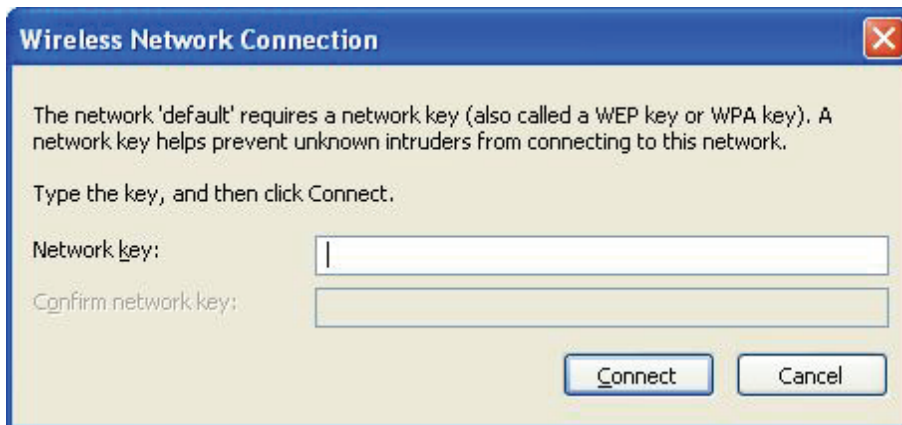 Wireless Network Connection
The network 'default' requires a network key (also called a WEP key or WPA key). A
network key helps prevent unknown intruders from connecting to this network.
Type the key, and then click Connect.
Network key:
Confirm network key:
Connect Cancel